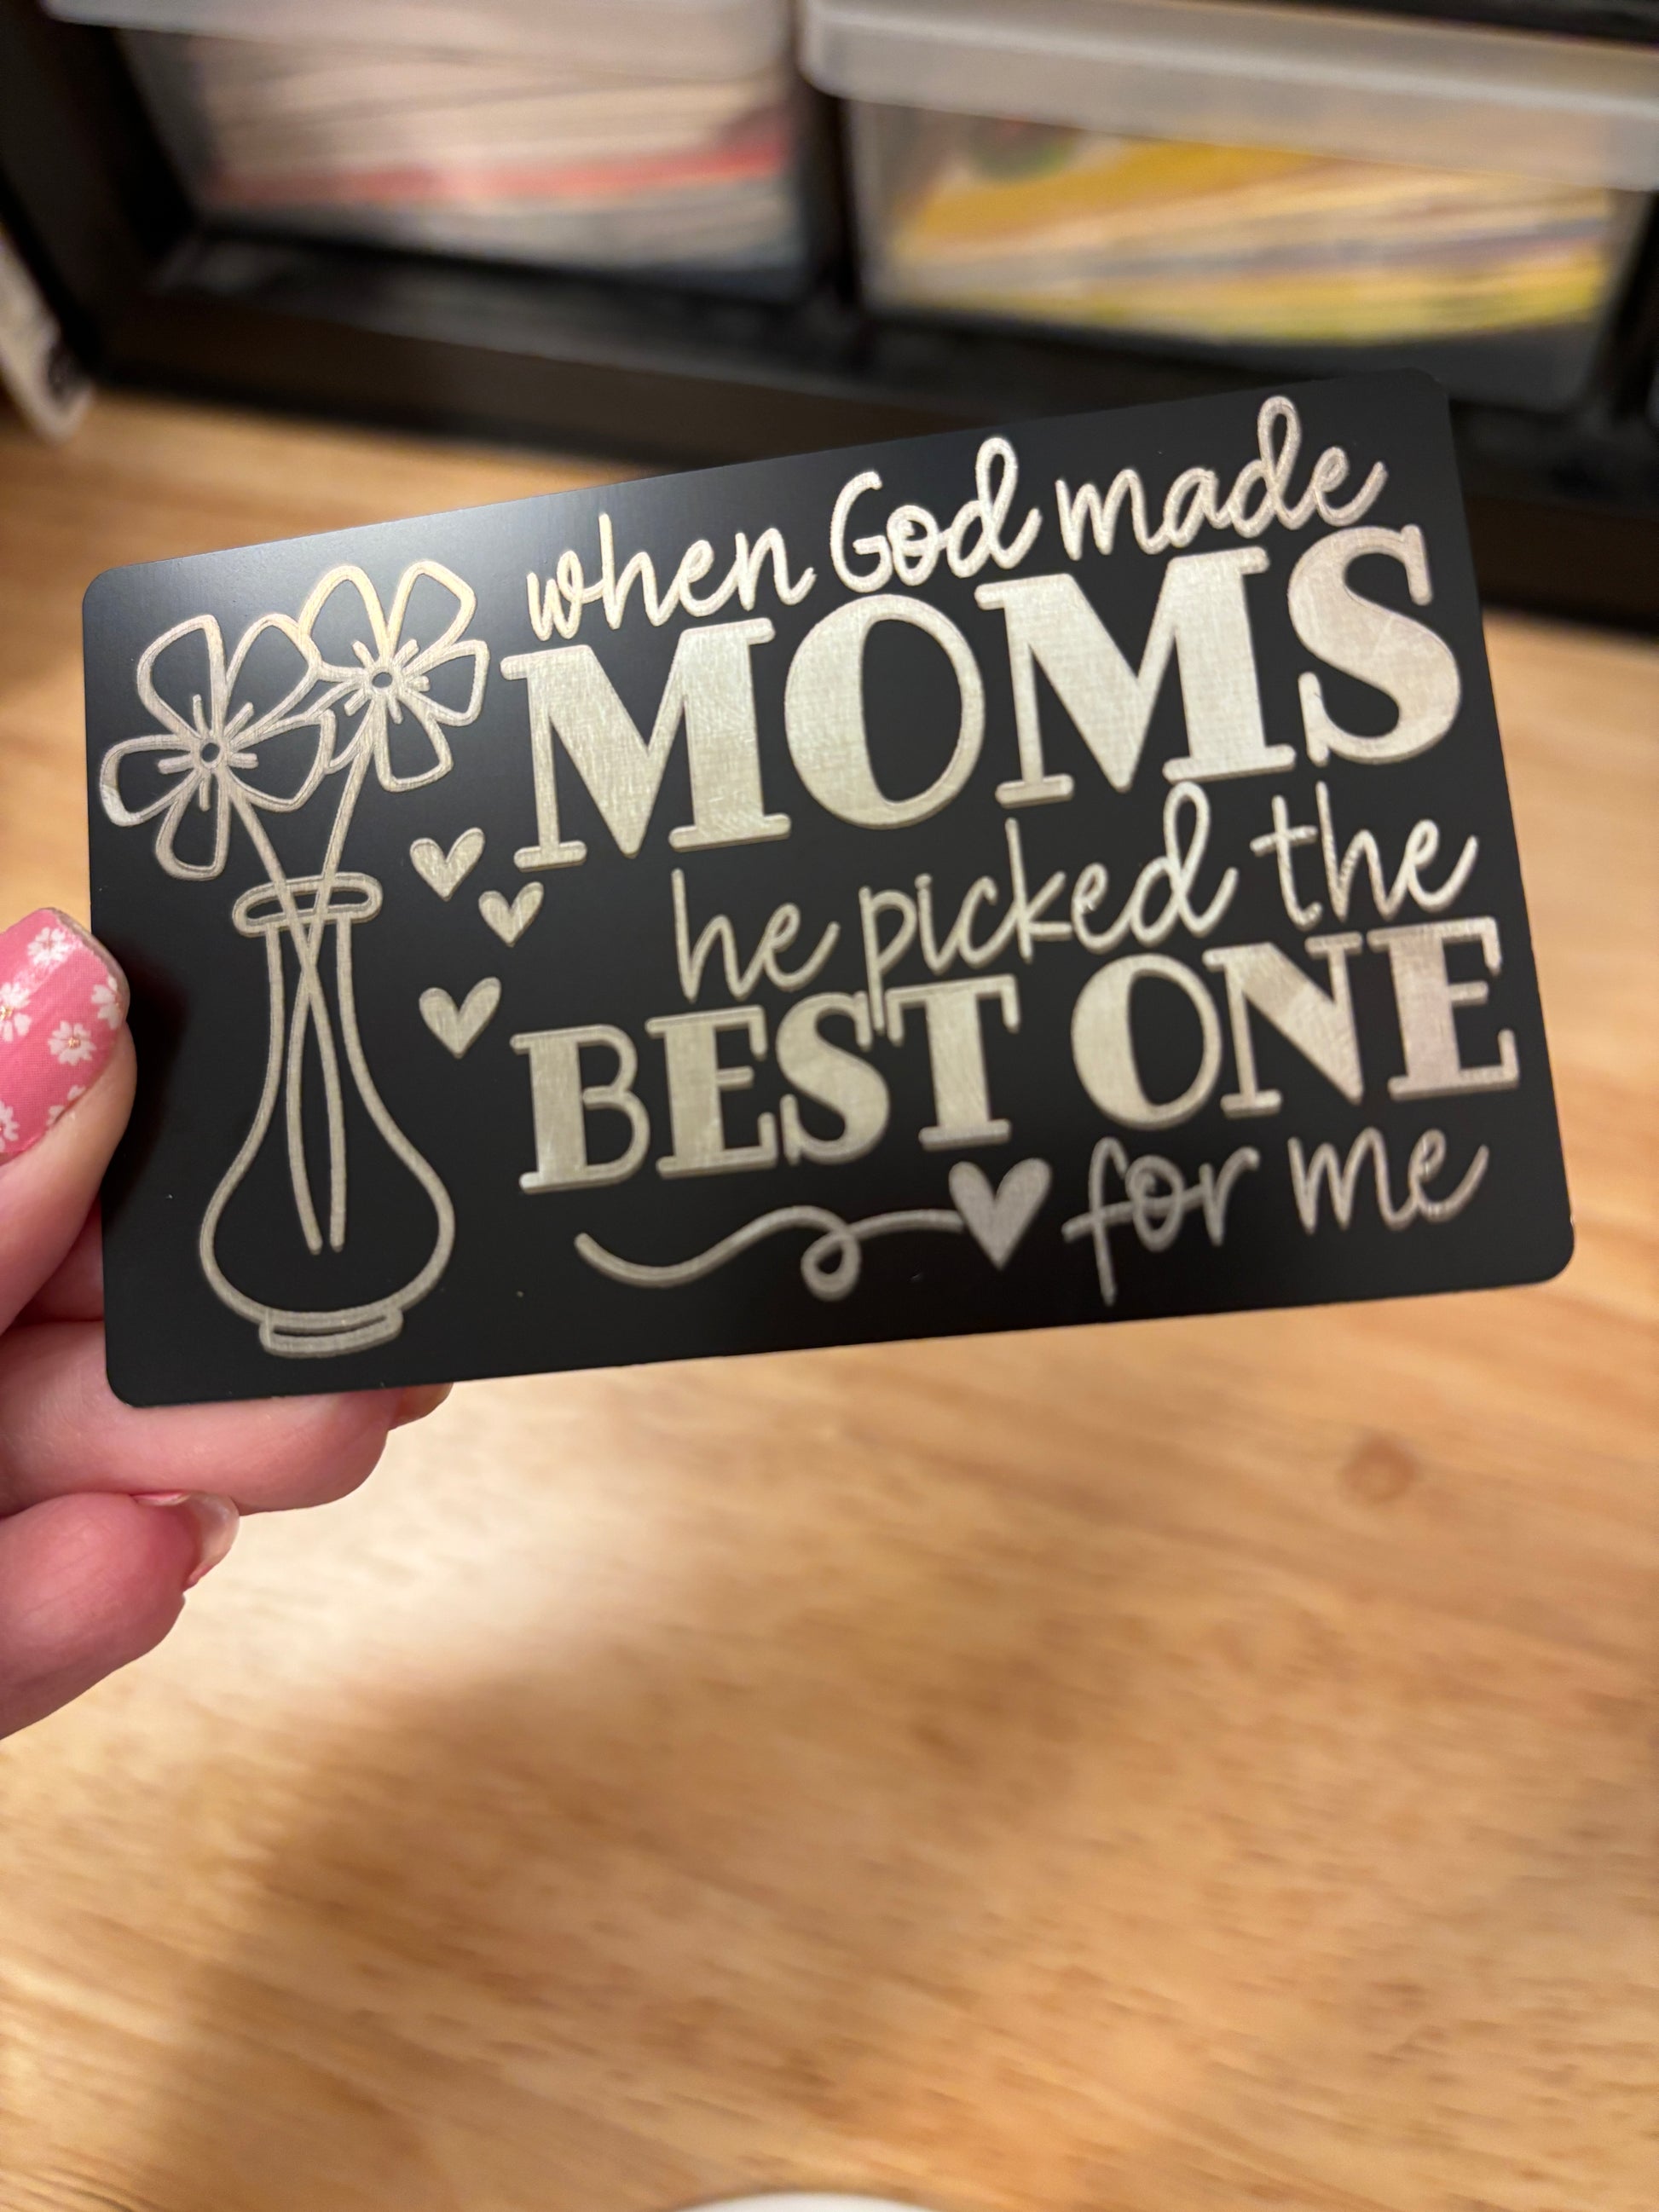 when God made
MOMS
he picked the
BEST ONE
for me